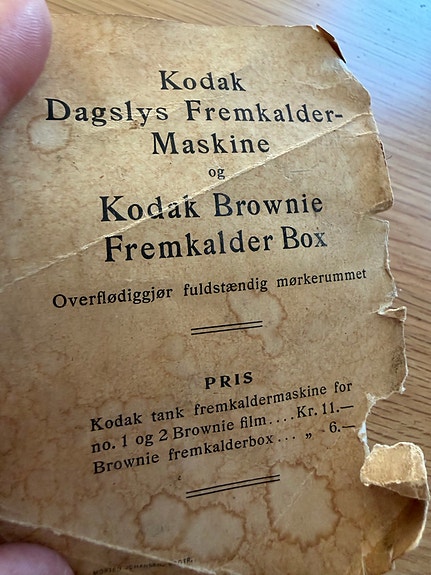 Kodak
Dagslys Fremkalder-
Maskine
og
Kodak Brownie
Fremkalder Box
Overflødiggjør fuldstændig mørkerummet
PRIS
Kodak tank fremkaldermaskine for
no. 1 og 2 Brownie film....Kr. 11.—
Brownie fremkalderbox... „ 6.—